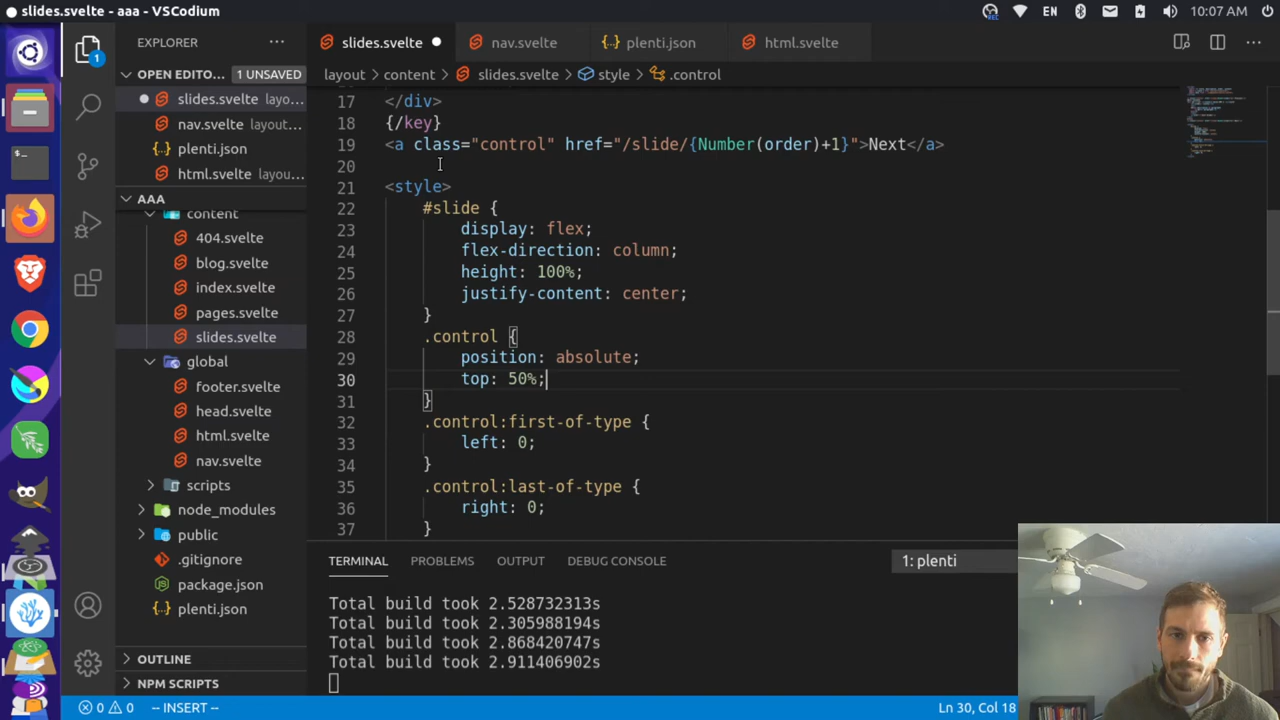 slides.svelte - aaa - VSCodium
EN
10:07 AM
EXPLORER
slides.svelte
nav.svelte
plenti.json
html.svelte
OPEN EDITO...
1 UNSAVED
layout
content
slides.svelte
style
.control
slides.svelte layou...
nav.svelte layout...
plenti.json
html.svelte layou...
AAA
content
404.svelte
blog.svelte
index.svelte
pages.svelte
slides.svelte
global
footer.svelte
head.svelte
html.svelte
nav.svelte
scripts
node_modules
public
.gitignore
package.json
plenti.json
OUTLINE
NPM SCRIPTS
1
REC
17 </div>
18 {/key}
19 <a class="control" href="/slide/{Number(order)+1}">Next</a>
20
21 <style>
22 #slide {
23 display: flex;
24 flex-direction: column;
25 height: 100%;
26 justify-content: center;
27 }
28 .control {
29 position: absolute;
30 top: 50%;
31 }
32 .control:first-of-type {
33 left: 0;
34 }
35 .control:last-of-type {
36 right: 0;
37 }
TERMINAL
PROBLEMS
OUTPUT
DEBUG CONSOLE
1: plenti
Total build took 2.528732313s
Total build took 2.305988194s
Total build took 2.868420747s
Total build took 2.911406902s
0 0
-- INSERT --
Ln 30, Col 18